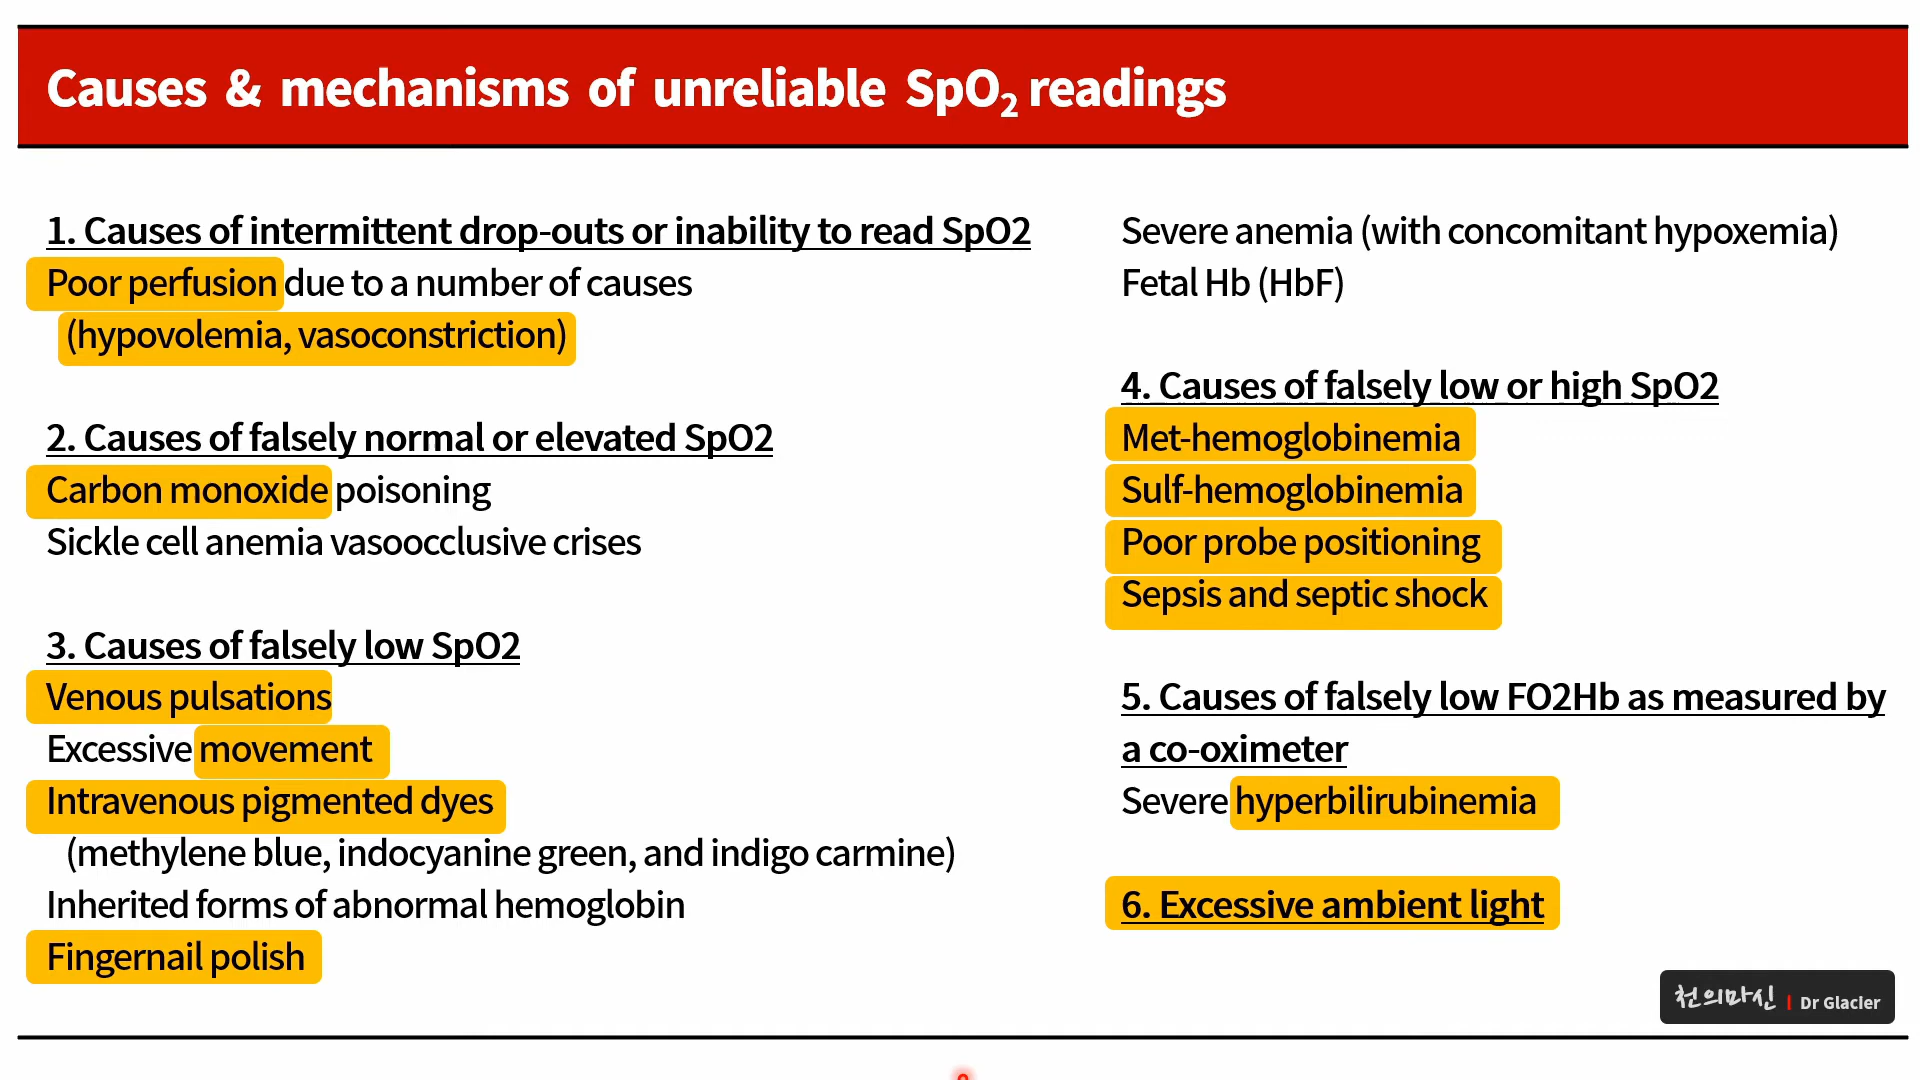 Causes & mechanisms of unreliable SpO₂ readings
1. Causes of intermittent drop-outs or inability to read SpO2
Poor perfusion due to a number of causes
(hypovolemia, vasoconstriction)
2. Causes of falsely normal or elevated SpO2
Carbon monoxide poisoning
Sickle cell anemia vasoocclusive crises
3. Causes of falsely low SpO2
Venous pulsations
Excessive movement
Intravenous pigmented dyes
(methylene blue, indocyanine green, and indigo carmine)
Inherited forms of abnormal hemoglobin
Fingernail polish
Severe anemia (with concomitant hypoxemia)
Fetal Hb (HbF)
4. Causes of falsely low or high SpO2
Met-hemoglobinemia
Sulf-hemoglobinemia
Poor probe positioning
Sepsis and septic shock
5. Causes of falsely low FO2Hb as measured by
a co-oximeter
Severe hyperbilirubinemia
6. Excessive ambient light
천의마신 | Dr Glacier